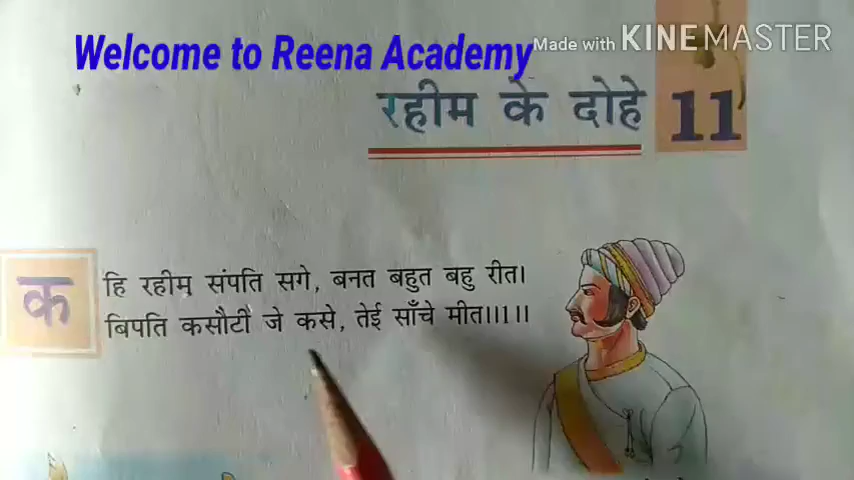 Welcome to Reena Academy
Made with KINEMASTER
रहीम के दोहे 11
कहि रहीम संपति सगे, बनत बहुत बहु रीत।
बिपति कसौटी जे कसे, तेई साँचे मीत।।1।।